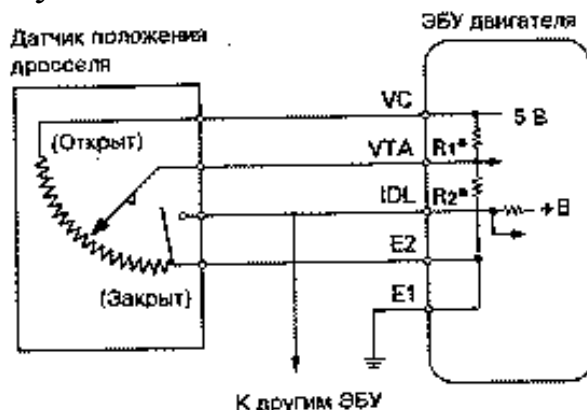 Датчик положения
дросселя
ЭБУ двигателя
VC
5 В
(Открыт)
VTA
R1*
IDL
R2*
+В
E2
(Закрыт)
E1
К другим ЭБУ